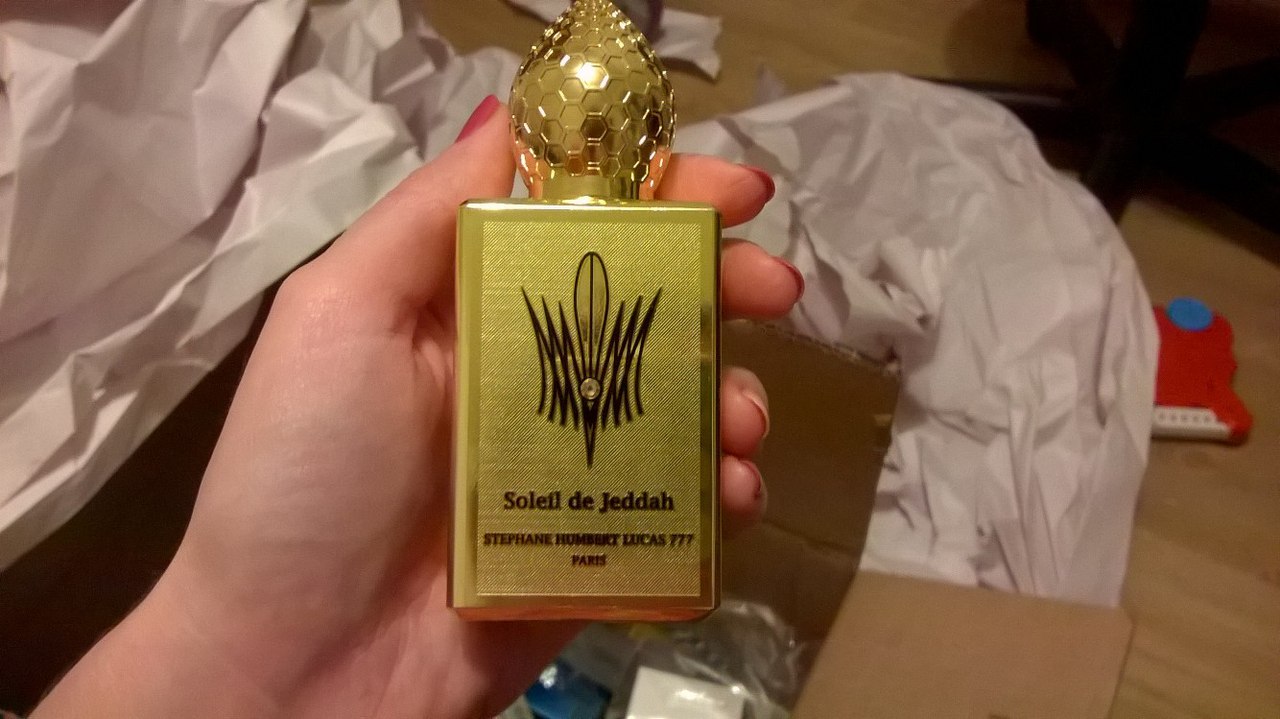 Soleil de Jeddah
STEPHANE HUMBERT LUCAS 777
PARIS